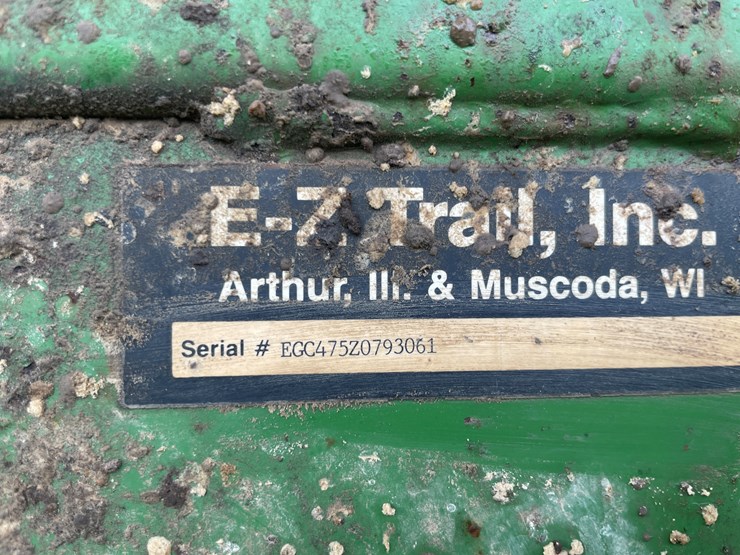 E-Z Trail, Inc.
Arthur, Ill. & Muscoda, WI
Serial # EGC475Z0793061